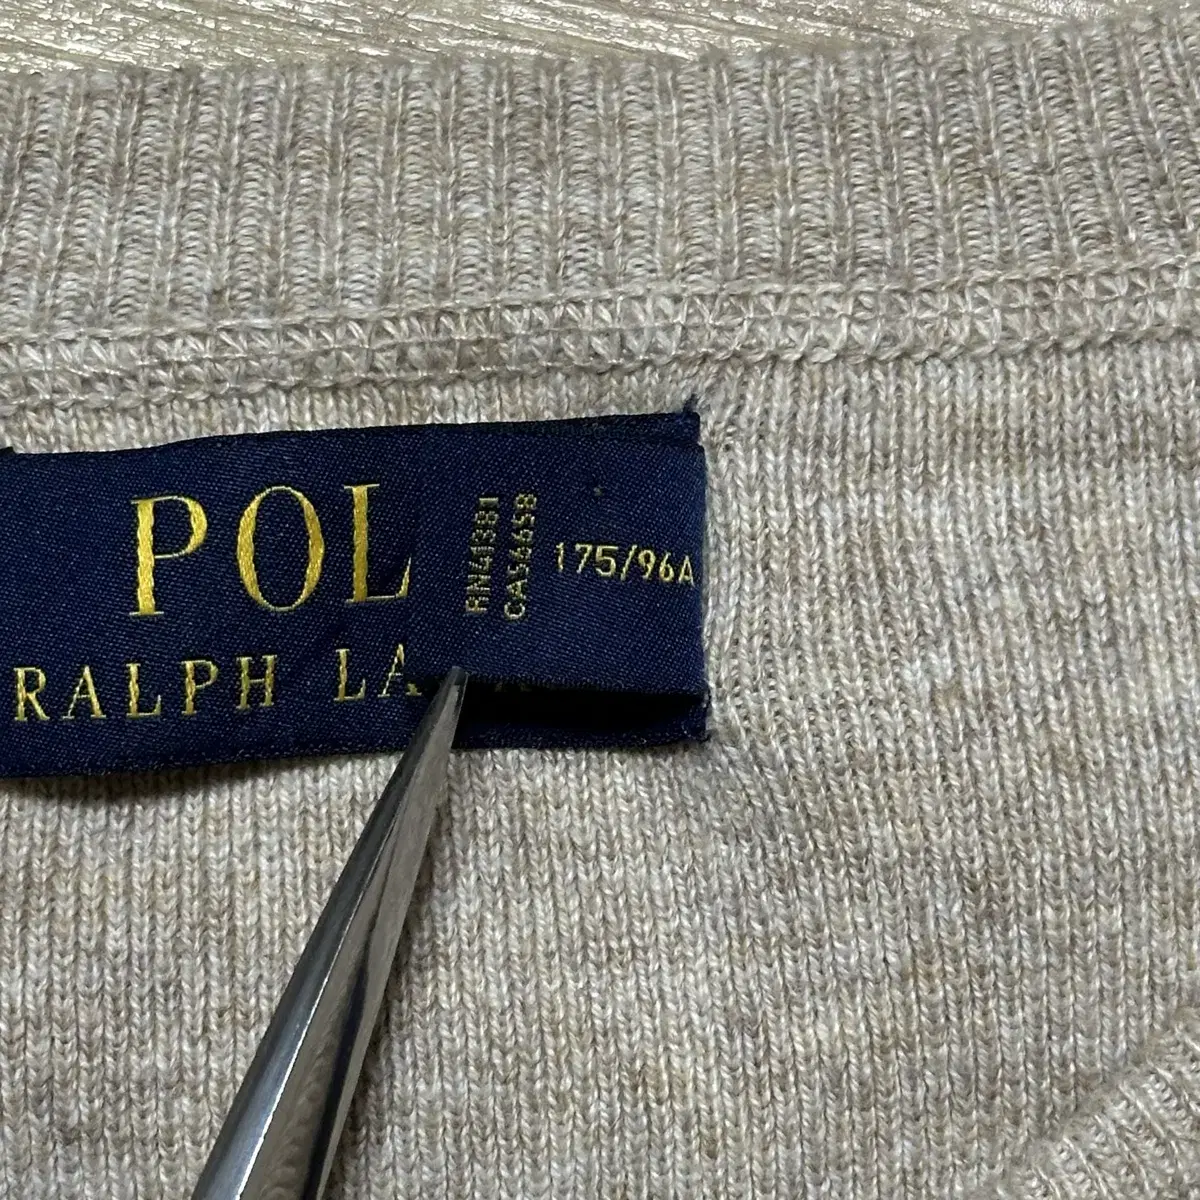 POL
RALPH LA
RN41381
CA56658
175/96A